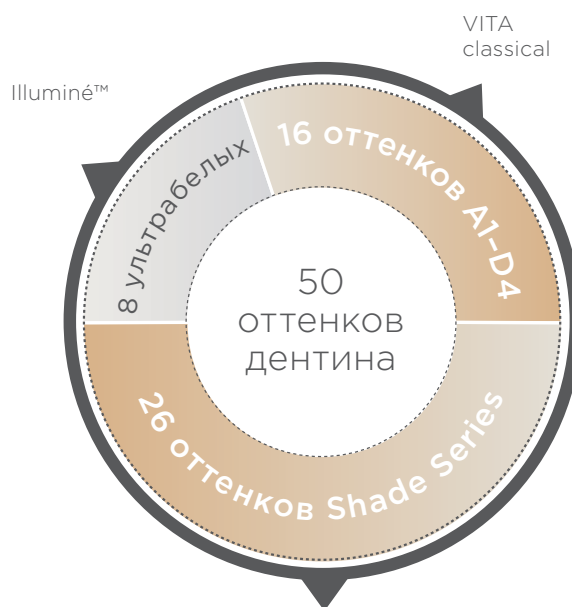 VITA
classical
Illuminé™
8 ультрабелых
16 оттенков A1–D4
50
оттенков
дентина
26 оттенков Shade Series